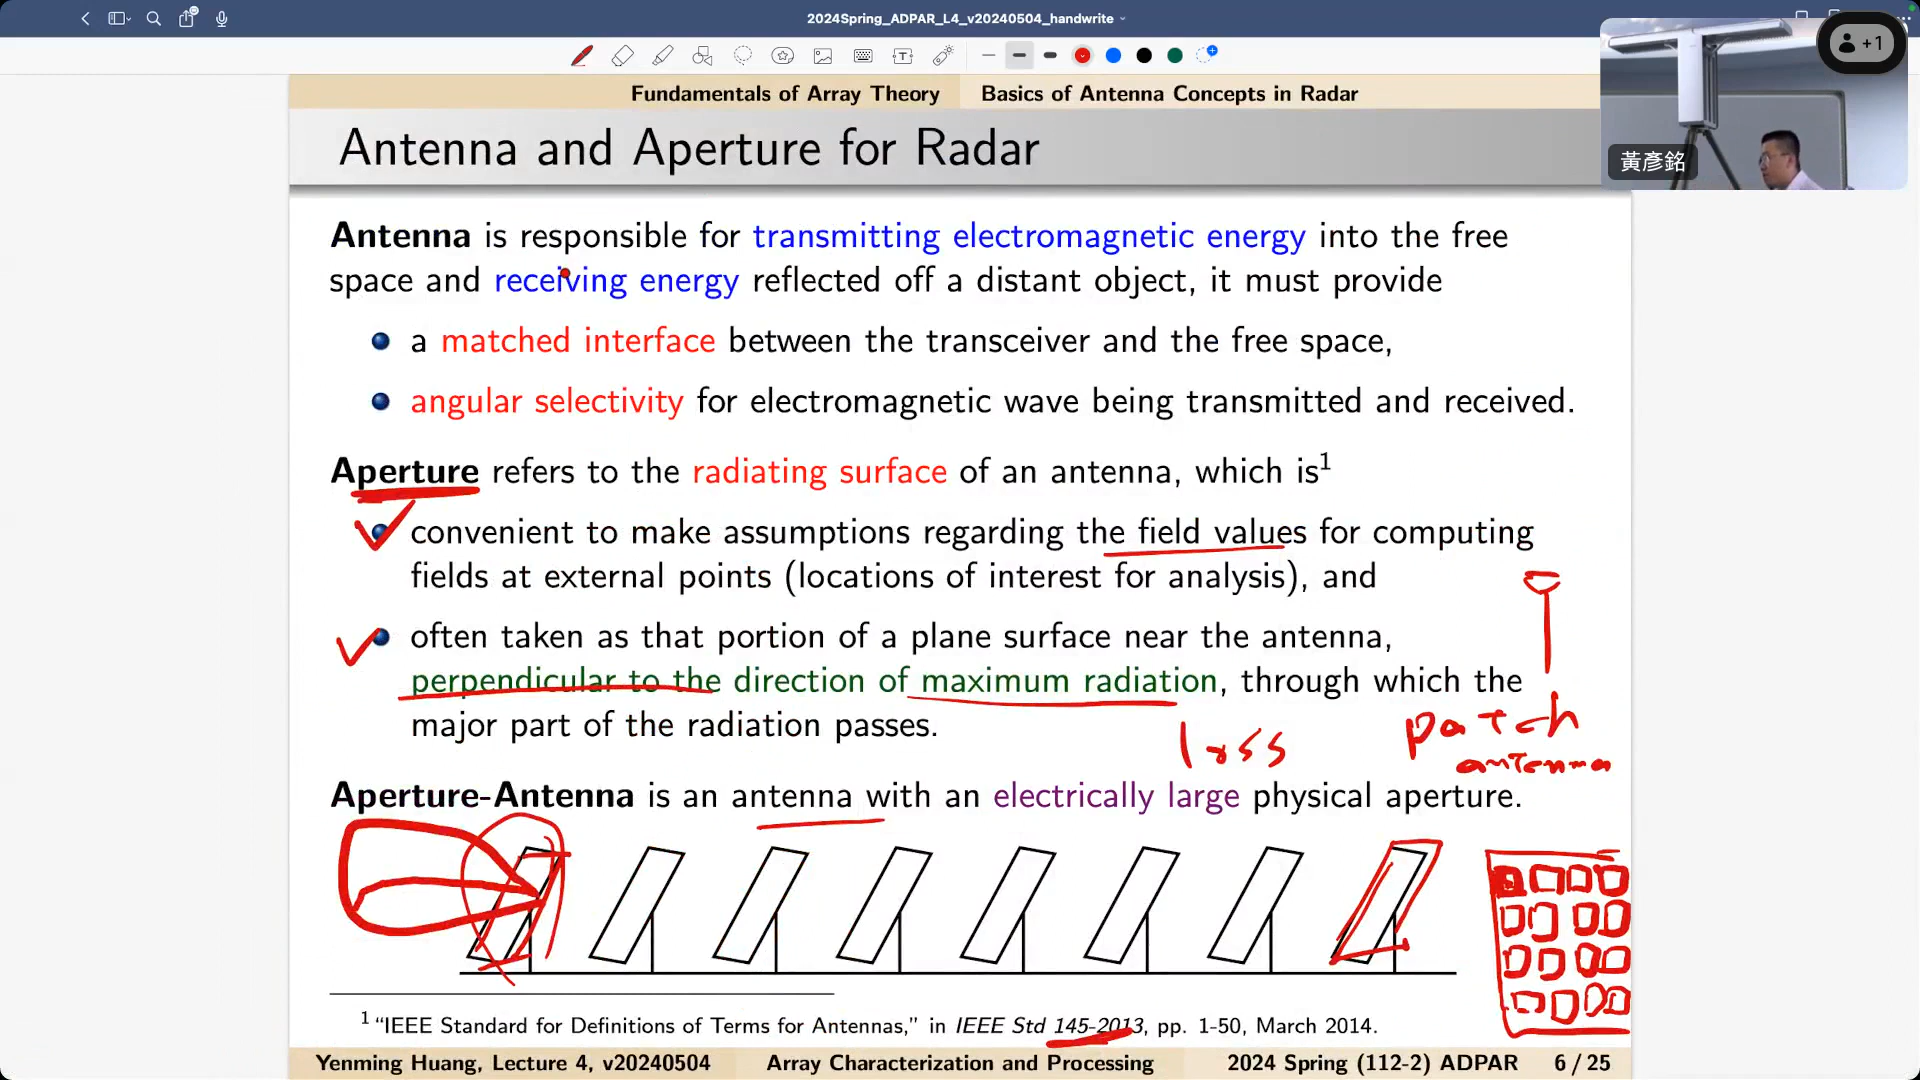 2024Spring_ADPAR_L4_v20240504_handwrite
+1
黃彥銘
Fundamentals of Array Theory Basics of Antenna Concepts in Radar
Antenna and Aperture for Radar
Antenna is responsible for transmitting electromagnetic energy into the free
space and receiving energy reflected off a distant object, it must provide
a matched interface between the transceiver and the free space,
angular selectivity for electromagnetic wave being transmitted and received.
Aperture refers to the radiating surface of an antenna, which is1
convenient to make assumptions regarding the field values for computing
fields at external points (locations of interest for analysis), and
often taken as that portion of a plane surface near the antenna,
perpendicular to the direction of maximum radiation, through which the
major part of the radiation passes.
loss
patch
antenna
Aperture-Antenna is an antenna with an electrically large physical aperture.
1 "IEEE Standard for Definitions of Terms for Antennas," in IEEE Std 145-2013, pp. 1-50, March 2014.
Yenming Huang, Lecture 4, v20240504 Array Characterization and Processing 2024 Spring (112-2) ADPAR 6 / 25